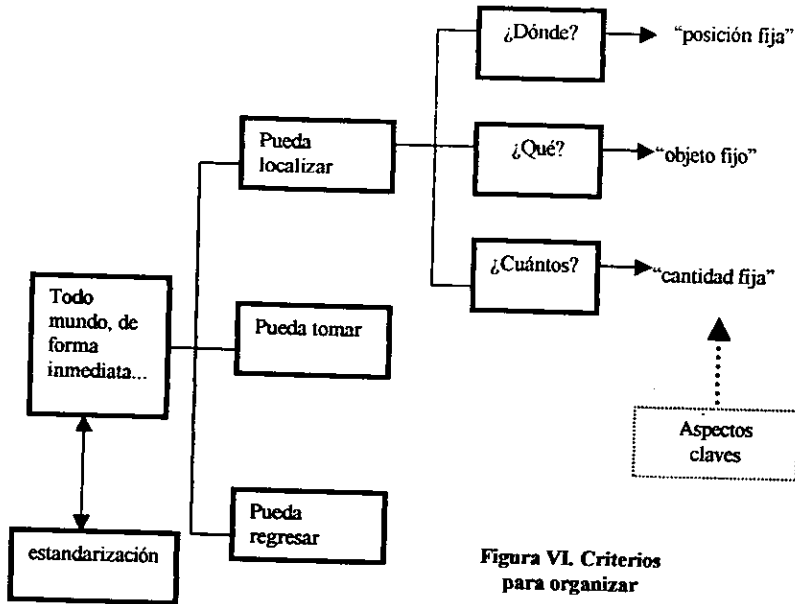 ¿Dónde?
"posición fija"
Pueda
localizar
¿Qué?
"objeto fijo"
¿Cuántos?
"cantidad fija"
Todo
mundo, de
forma
inmediata...
Pueda tomar
Aspectos
claves
Pueda
regresar
estandarización
Figura VI. Criterios
para organizar